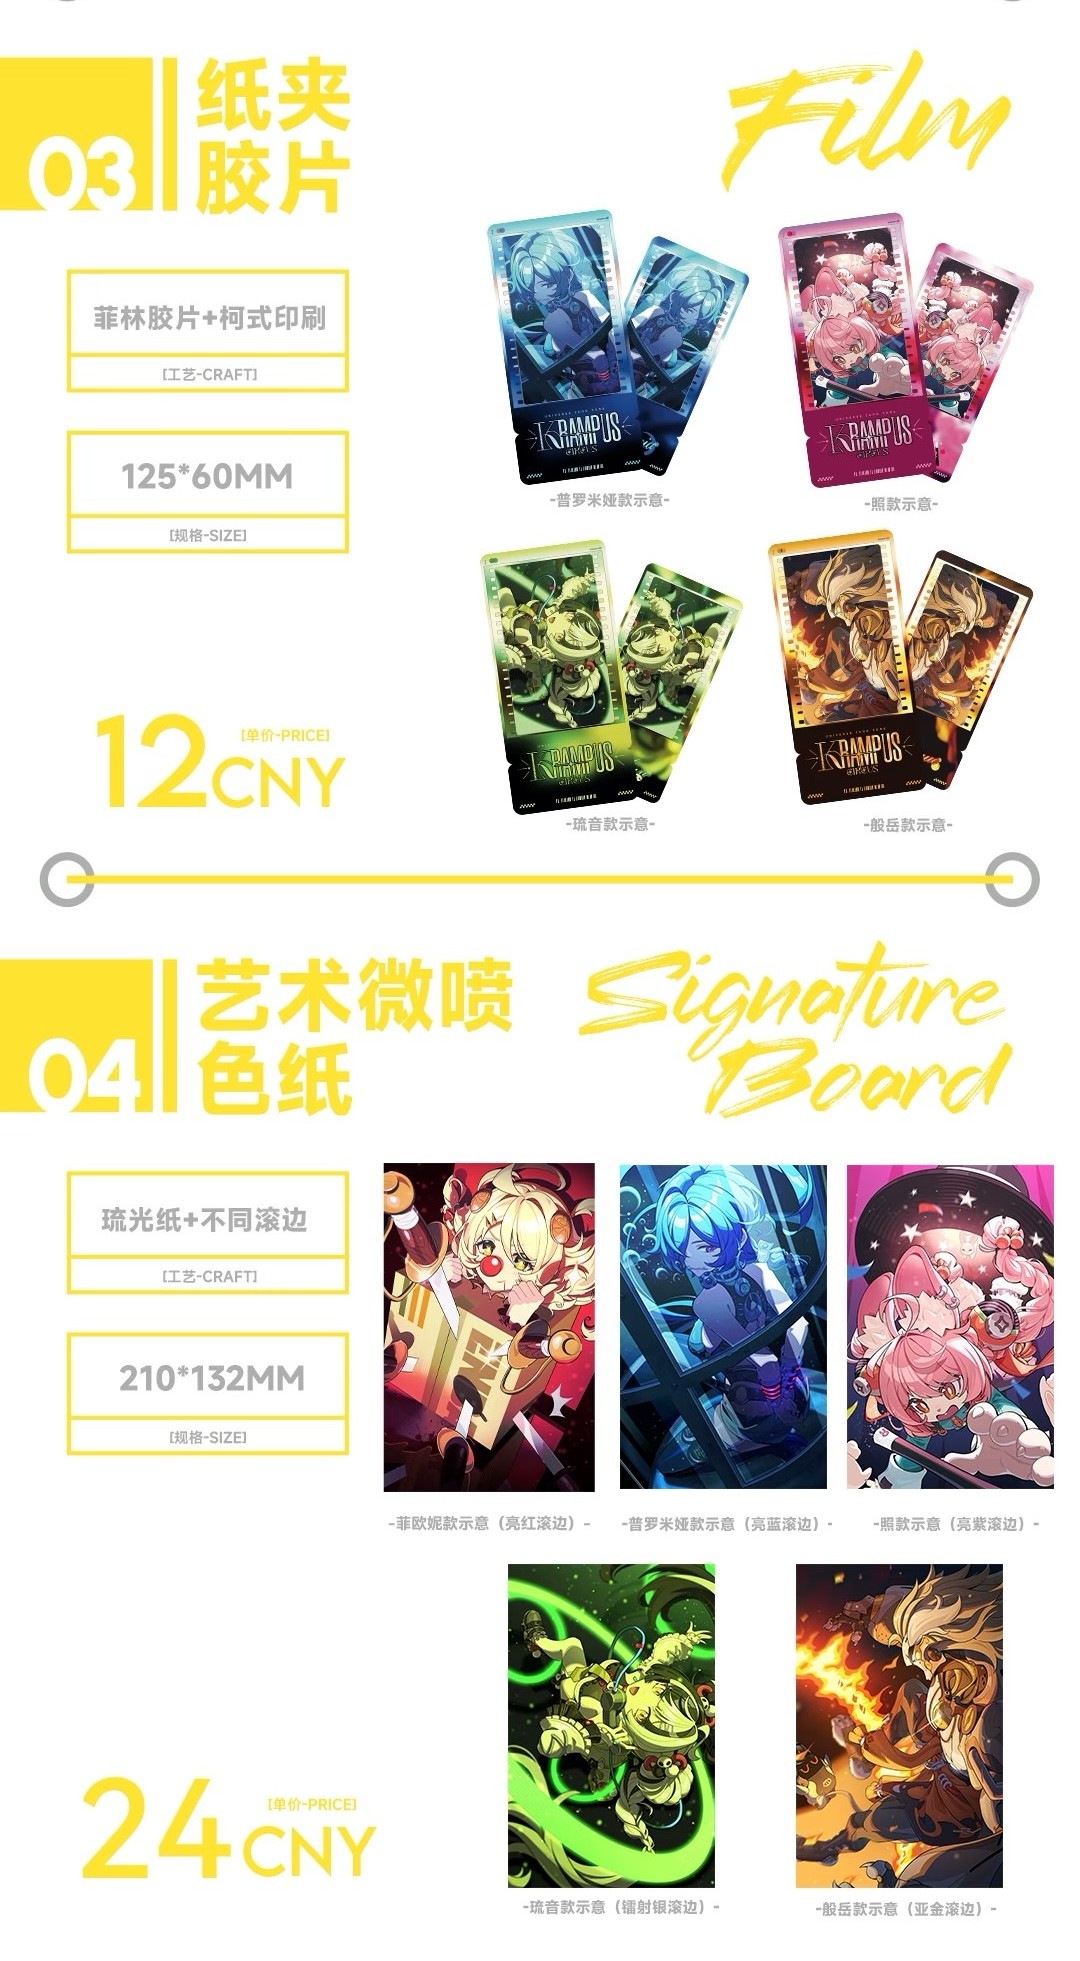 03
纸夹
胶片
Film
菲林胶片+柯式印刷
[工艺-CRAFT]
125*60MM
[规格-SIZE]
KRAMPUS
CIRCUS
KRAMPUS
CIRCUS
-普罗米娅款示意-
-照款示意-
KRAMPUS
CIRCUS
KRAMPUS
CIRCUS
-琉音款示意-
-般岳款示意-
[单价-PRICE]
12CNY
04
艺术微喷
色纸
Signature
Board
琉光纸+不同滚边
[工艺-CRAFT]
210*132MM
[规格-SIZE]
-菲欧妮款示意（亮红滚边）-
-普罗米娅款示意（亮蓝滚边）-
-照款示意（亮紫滚边）-
[单价-PRICE]
24CNY
-琉音款示意（镭射银滚边）-
-般岳款示意（亚金滚边）-